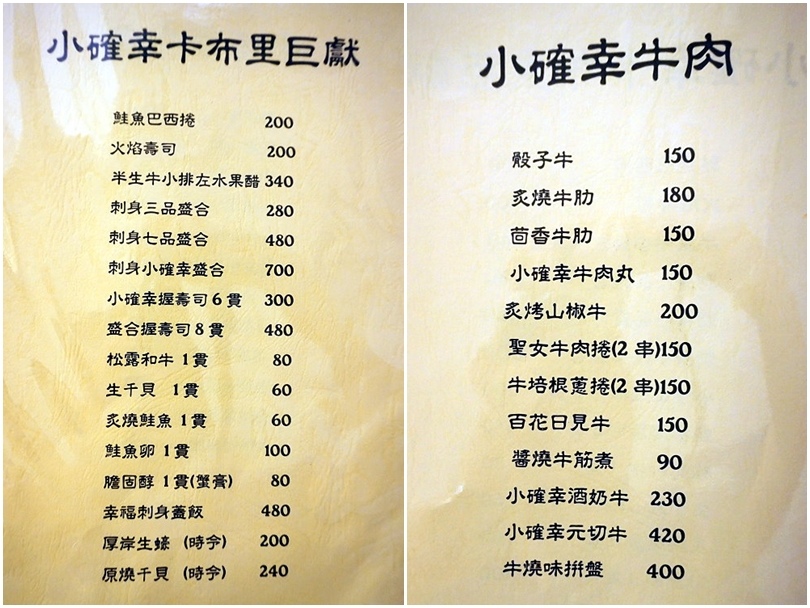 小確幸卡布里巨獻
鮭魚巴西捲 200
火焰壽司 200
半生牛小排左水果醋 340
刺身三品盛合 280
刺身七品盛合 480
刺身小確幸盛合 700
小確幸握壽司6貫 300
盛合握壽司8貫 480
松露和牛 1貫 80
生干貝 1貫 60
炙燒鮭魚 1貫 60
鮭魚卵 1貫 100
膽固醇 1貫(蟹膏) 80
幸福刺身蓋飯 480
厚岸生蠔 (時令) 200
原燒干貝 (時令) 240
小確幸牛肉
骰子牛 150
炙燒牛肋 180
茴香牛肋 150
小確幸牛肉丸 150
炙烤山椒牛 200
聖女牛肉捲(2 串)150
牛培根蔥捲(2 串)150
百花日見牛 150
醬燒牛筋煮 90
小確幸酒奶牛 230
小確幸元切牛 420
牛燒味拚盤 400